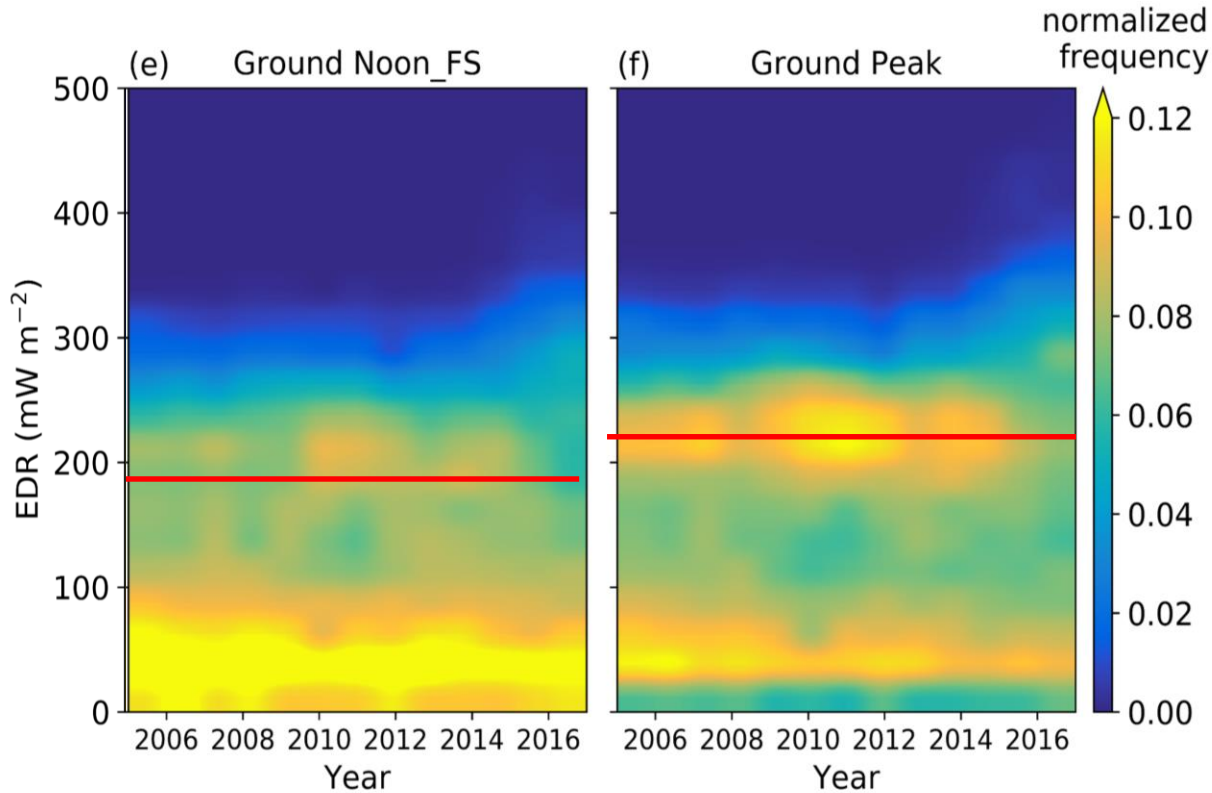 normalized
frequency
(e) Ground Noon_FS
(f) Ground Peak
EDR (mW m⁻²)
500
400
300
200
100
0
0.12
0.10
0.08
0.06
0.04
0.02
0.00
2006 2008 2010 2012 2014 2016
2006 2008 2010 2012 2014 2016
Year
Year